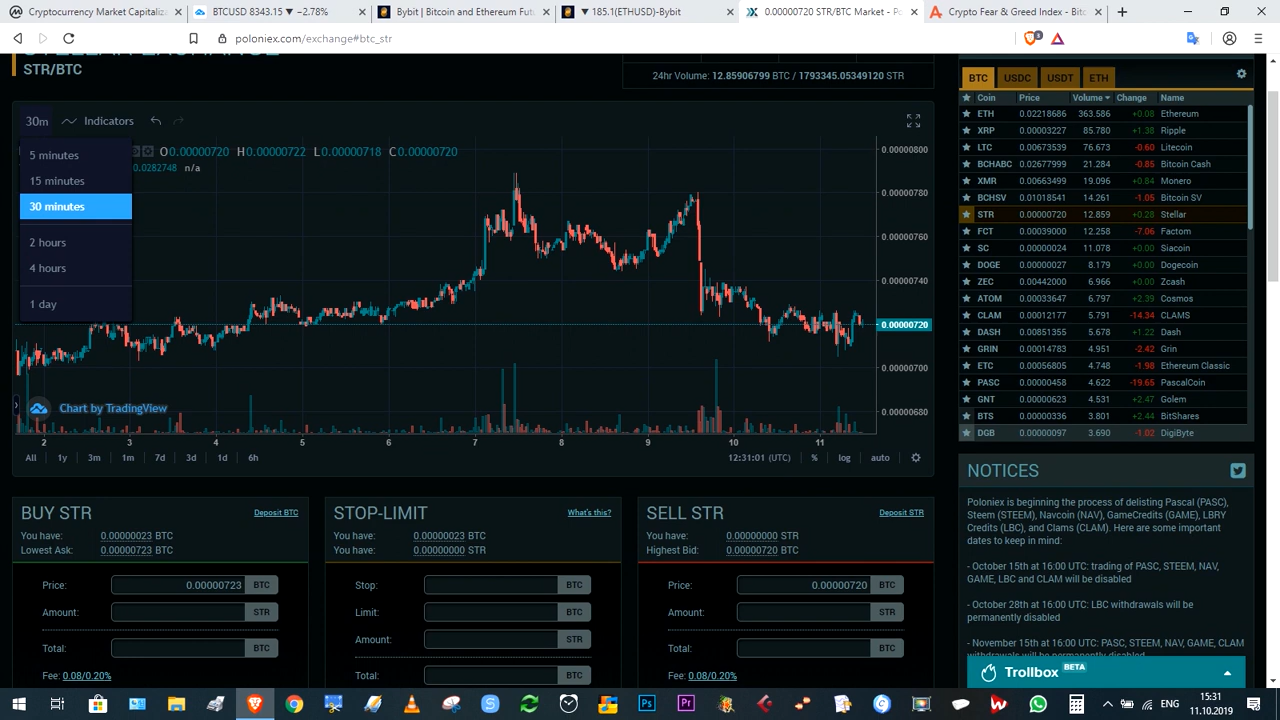 Cryptocurrency Market Capitaliz
BTCUSD 8343.15 ▼ −2.78%
Bybit | Bitcoin and Ethereum Futu
▼ 185.1(ETHUSD)-Bybit
0.00000720 STR/BTC Market - Po
Crypto Fear & Greed Index - Bitc
poloniex.com/exchange#btc_str
STR/BTC
24hr Volume: 12.85906799 BTC / 1793345.05349120 STR
30m
Indicators
5 minutes
15 minutes
30 minutes
2 hours
4 hours
1 day
O0.00000720 H0.00000722 L0.00000718 C0.00000720
.0282748 n/a
0.00000800
0.00000780
0.00000760
0.00000740
0.00000720
0.00000700
0.00000680
Chart by TradingView
2 3 4 5 6 7 8 9 10 11
All 1y 3m 1m 7d 3d 1d 6h
12:31:01 (UTC) % log auto
BTC USDC USDT ETH
Coin Price Volume Change Name
ETH 0.02218686 363.586 +0.08 Ethereum
XRP 0.00003227 85.780 +1.38 Ripple
LTC 0.00673539 76.673 -0.60 Litecoin
BCHABC 0.02677999 21.284 -0.85 Bitcoin Cash
XMR 0.00663499 19.096 +0.84 Monero
BCHSV 0.01018541 14.261 -1.05 Bitcoin SV
STR 0.00000720 12.859 +0.28 Stellar
FCT 0.00039000 12.258 -7.06 Factom
SC 0.00000024 11.078 +0.00 Siacoin
DOGE 0.00000027 8.179 +0.00 Dogecoin
ZEC 0.00442000 6.966 +0.00 Zcash
ATOM 0.00033647 6.797 +2.39 Cosmos
CLAM 0.00012177 5.791 -14.34 CLAMS
DASH 0.00851355 5.678 +1.22 Dash
GRIN 0.00014783 4.951 -2.42 Grin
ETC 0.00056805 4.748 -1.98 Ethereum Classic
PASC 0.00000458 4.622 -19.65 PascalCoin
GNT 0.00000623 4.531 +2.47 Golem
BTS 0.00000336 3.801 +2.44 BitShares
DGB 0.00000097 3.690 -1.02 DigiByte
NOTICES
Poloniex is beginning the process of delisting Pascal (PASC),
Steem (STEEM), Navcoin (NAV), GameCredits (GAME), LBRY
Credits (LBC), and Clams (CLAM). Here are some important
dates to keep in mind:
- October 15th at 16:00 UTC: trading of PASC, STEEM, NAV,
GAME, LBC and CLAM will be disabled
- October 28th at 16:00 UTC: LBC withdrawals will be
permanently disabled
- November 15th at 16:00 UTC: PASC, STEEM, NAV, GAME, CLAM
Trollbox BETA
BUY STR
Deposit BTC
You have: 0.00000023 BTC
Lowest Ask: 0.00000723 BTC
Price: 0.00000723 BTC
Amount: STR
Total: BTC
Fee: 0.08/0.20%
STOP-LIMIT
What's this?
You have: 0.00000023 BTC
You have: 0.00000000 STR
Stop: BTC
Limit: BTC
Amount: STR
Total: BTC
SELL STR
Deposit STR
You have: 0.00000000 STR
Highest Bid: 0.00000720 BTC
Price: 0.00000720 BTC
Amount: STR
Total: BTC
Fee: 0.08/0.20%
ENG
15:31
11.10.2019